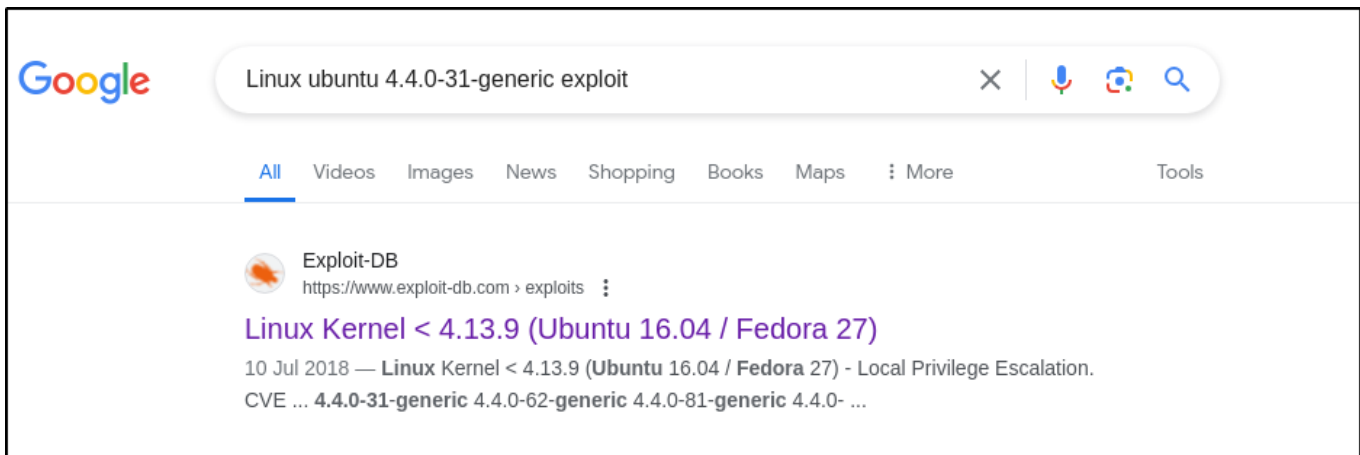 Google
Linux ubuntu 4.4.0-31-generic exploit
All Videos Images News Shopping Books Maps More Tools
Exploit-DB
https://www.exploit-db.com › exploits
Linux Kernel < 4.13.9 (Ubuntu 16.04 / Fedora 27)
10 Jul 2018 — Linux Kernel < 4.13.9 (Ubuntu 16.04 / Fedora 27) - Local Privilege Escalation.
CVE ... 4.4.0-31-generic 4.4.0-62-generic 4.4.0-81-generic 4.4.0- ...